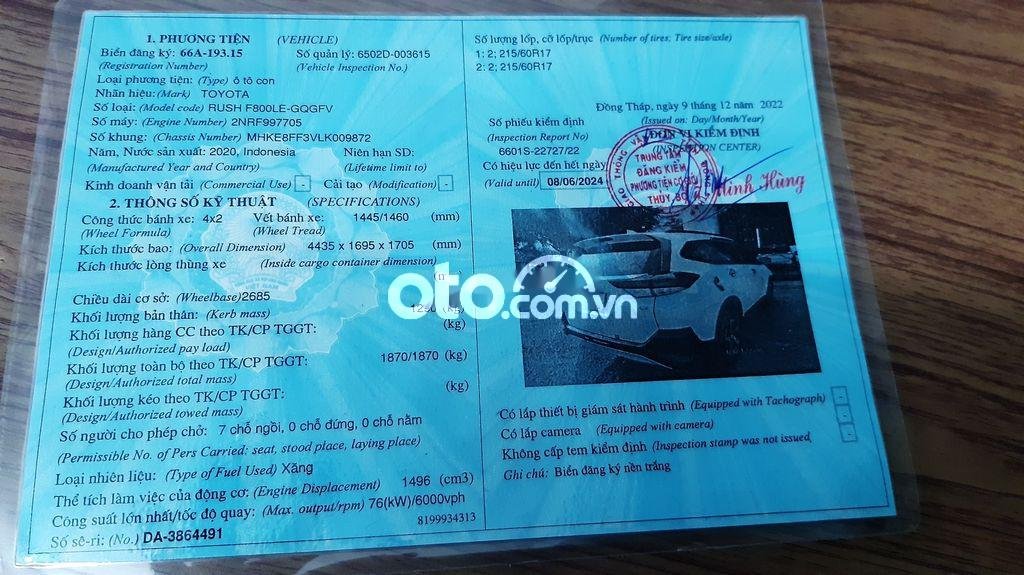 1. PHƯƠNG TIỆN (VEHICLE)
Biển đăng ký: 66A-193.15 Số quản lý: 6502D-003615
(Registration Number) (Vehicle Inspection No.)
Loại phương tiện: (Type) ô tô con
Nhãn hiệu: (Mark) TOYOTA
Số loại: (Model code) RUSH F800LE-GQGFV
Số máy: (Engine Number) 2NRF997705
Số khung: (Chassis Number) MHKE8FF3VLK009872
Năm, Nước sản xuất: 2020, Indonesia Niên hạn SD:
(Manufactured Year and Country) (Lifetime limit to)
Kinh doanh vận tải (Commercial Use) - Cải tạo (Modification) -
2. THÔNG SỐ KỸ THUẬT (SPECIFICATIONS)
Công thức bánh xe: 4x2 Vết bánh xe: 1445/1460 (mm)
(Wheel Formula) (Wheel Tread)
Kích thước bao: (Overall Dimension) 4435 x 1695 x 1705 (mm)
Kích thước lòng thùng xe (Inside cargo container dimension)
Chiều dài cơ sở: (Wheelbase) 2685
Khối lượng bản thân: (Kerb mass) (kg)
Khối lượng hàng CC theo TK/CP TGGT: (kg)
(Design/Authorized pay load)
Khối lượng toàn bộ theo TK/CP TGGT: 1870/1870 (kg)
(Design/Authorized total mass)
Khối lượng kéo theo TK/CP TGGT: (kg)
(Design/Authorized towed mass)
Số người cho phép chở: 7 chỗ ngồi, 0 chỗ đứng, 0 chỗ nằm
(Permissible No. of Pers Carried: seat, stood place, laying place)
Loại nhiên liệu: (Type of Fuel Used) Xăng
Thể tích làm việc của động cơ: (Engine Displacement) 1496 (cm3)
Công suất lớn nhất/tốc độ quay: (Max. output/rpm) 76(kW)/6000vph
8199934313
Số sê-ri: (No.) DA-3864491
Số lượng lốp, cỡ lốp/trục (Number of tires; Tire size/axle)
1: 2; 215/60R17
2: 2; 215/60R17
Đồng Tháp, ngày 9 tháng 12 năm 2022
(Issued on: Day/Month/Year)
Số phiếu kiểm định ĐƠN VỊ KIỂM ĐỊNH
(Inspection Report No) (INSPECTION CENTER)
6601S-22727/22
Có hiệu lực đến hết ngày
(Valid until) 08/06/2024
TRUNG TÂM
ĐĂNG KIỂM
PHƯƠNG TIỆN CƠ GIỚI
THỦY, BỘ
Minh Hùng
oto.com.vn
Có lắp thiết bị giám sát hành trình (Equipped with Tachograph) -
Có lắp camera (Equipped with camera) -
Không cấp tem kiểm định (Inspection stamp was not issued) -
Ghi chú: Biển đăng ký nền trắng